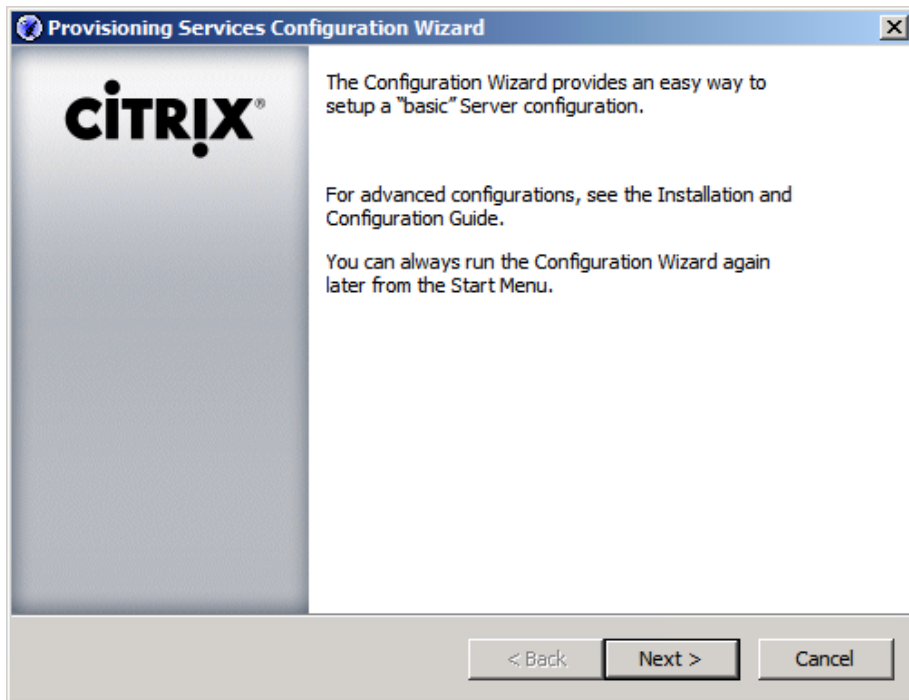 Provisioning Services Configuration Wizard
CİTRIX®
The Configuration Wizard provides an easy way to
setup a "basic" Server configuration.
For advanced configurations, see the Installation and
Configuration Guide.
You can always run the Configuration Wizard again
later from the Start Menu.
< Back
Next >
Cancel